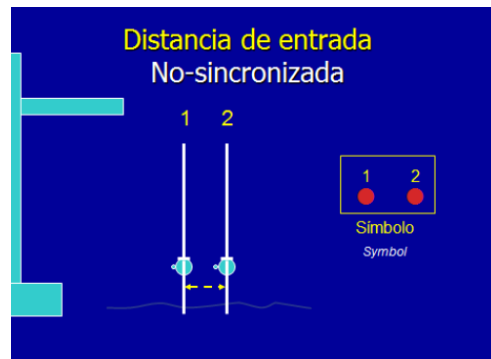 Distancia de entrada
No-sincronizada
1 2
1 2
Símbolo
Symbol